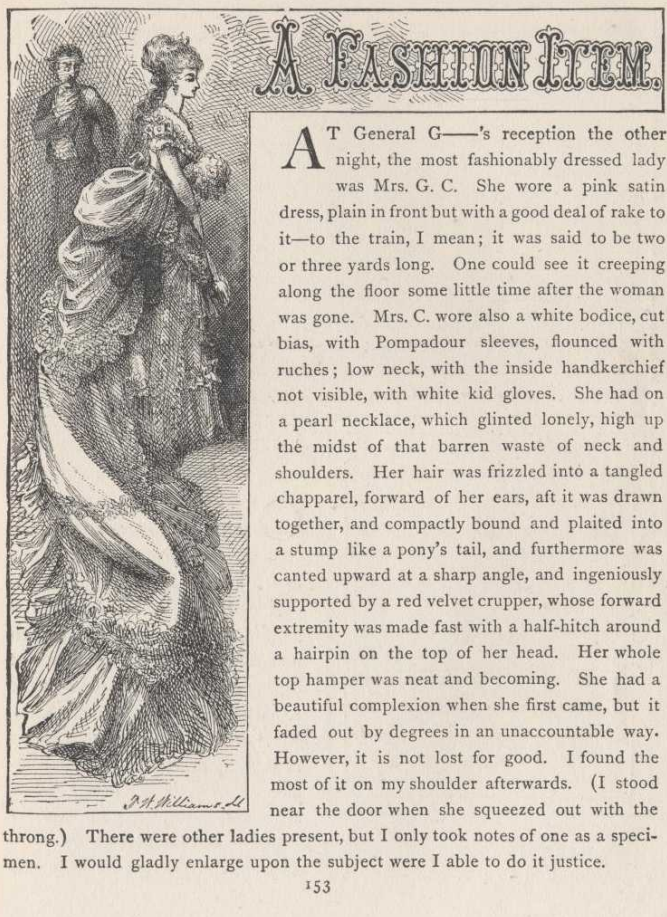 A FASHION ITEM.
AT General G——'s reception the other
night, the most fashionably dressed lady
was Mrs. G. C. She wore a pink satin
dress, plain in front but with a good deal of rake to
it—to the train, I mean; it was said to be two
or three yards long. One could see it creeping
along the floor some little time after the woman
was gone. Mrs. C. wore also a white bodice, cut
bias, with Pompadour sleeves, flounced with
ruches; low neck, with the inside handkerchief
not visible, with white kid gloves. She had on
a pearl necklace, which glinted lonely, high up
the midst of that barren waste of neck and
shoulders. Her hair was frizzled into a tangled
chapparel, forward of her ears, aft it was drawn
together, and compactly bound and plaited into
a stump like a pony's tail, and furthermore was
canted upward at a sharp angle, and ingeniously
supported by a red velvet crupper, whose forward
extremity was made fast with a half-hitch around
a hairpin on the top of her head. Her whole
top hamper was neat and becoming. She had a
beautiful complexion when she first came, but it
faded out by degrees in an unaccountable way.
However, it is not lost for good. I found the
most of it on my shoulder afterwards. (I stood
near the door when she squeezed out with the
throng.) There were other ladies present, but I only took notes of one as a speci-
men. I would gladly enlarge upon the subject were I able to do it justice.
153
Williams